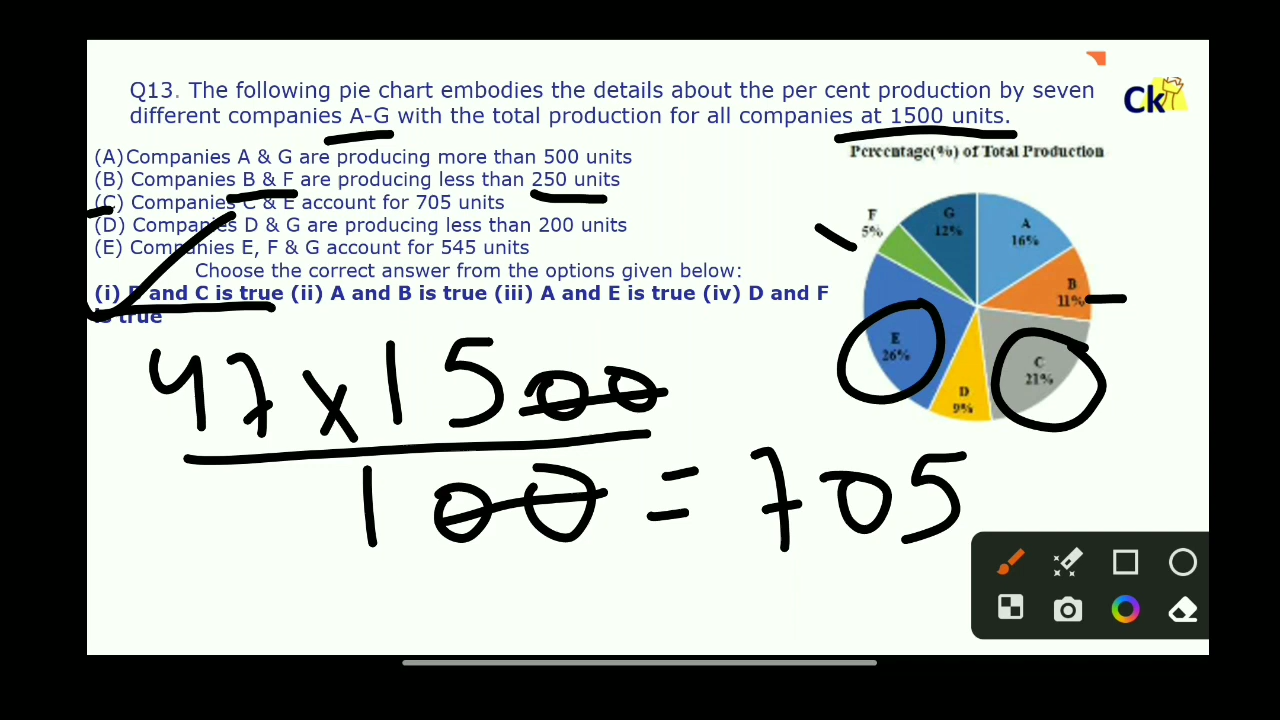 Q13. The following pie chart embodies the details about the per cent production by seven
different companies A-G with the total production for all companies at 1500 units.
(A)Companies A & G are producing more than 500 units
(B) Companies B & F are producing less than 250 units
(C) Companies C & E account for 705 units
(D) Companies D & G are producing less than 200 units
(E) Companies E, F & G account for 545 units
Choose the correct answer from the options given below:
(i) B and C is true (ii) A and B is true (iii) A and E is true (iv) D and F
is true
Ck
Percentage(%) of Total Production
F
5%
G
12%
A
16%
B
11%
E
26%
C
21%
D
9%
47 x 1500
100 = 705